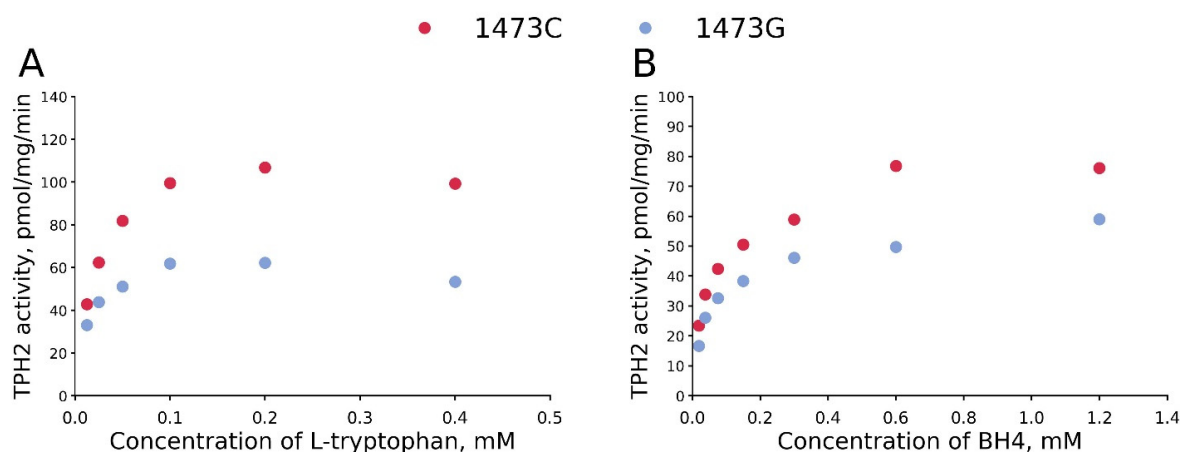 1473C 1473G
A
TPH2 activity, pmol/mg/min
140
120
100
80
60
40
20
0
0.0 0.1 0.2 0.3 0.4 0.5
Concentration of L-tryptophan, mM
B
TPH2 activity, pmol/mg/min
100
90
80
70
60
50
40
30
20
10
0
0.0 0.2 0.4 0.6 0.8 1.0 1.2 1.4
Concentration of BH4, mM